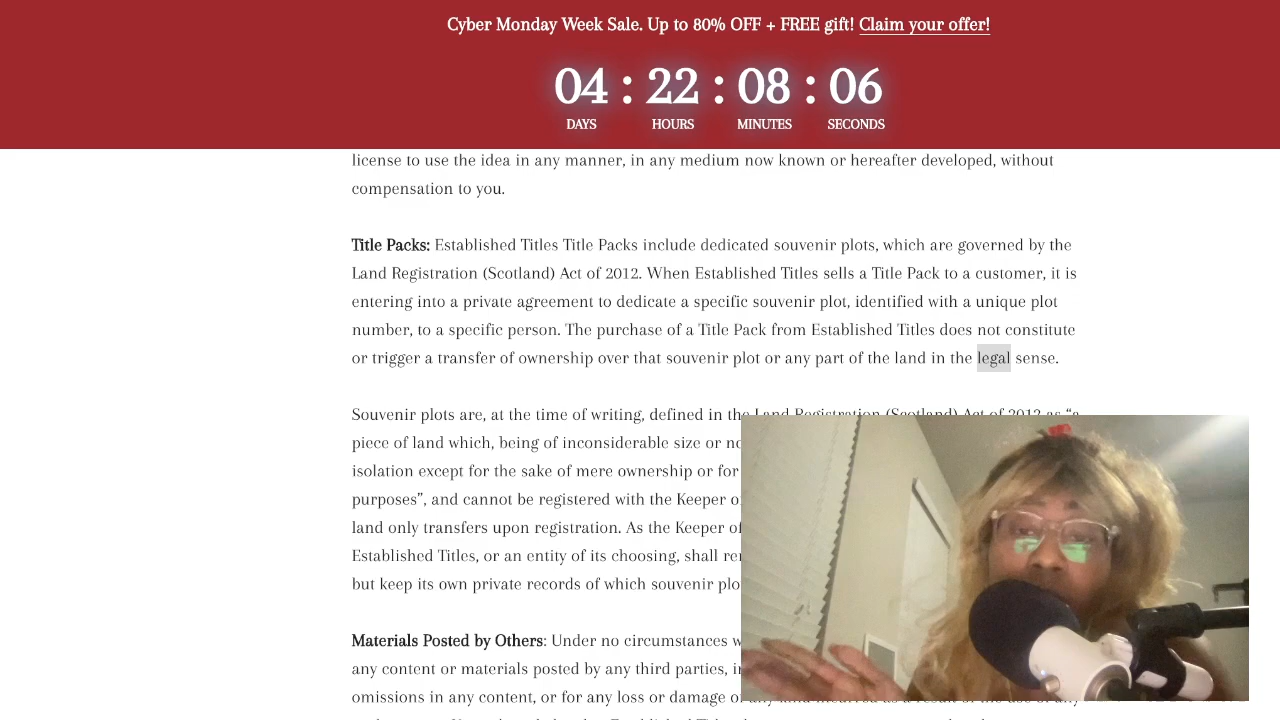 Cyber Monday Week Sale. Up to 80% OFF + FREE gift! Claim your offer!
04 : 22 : 08 : 06
DAYS HOURS MINUTES SECONDS
license to use the idea in any manner, in any medium now known or hereafter developed, without
compensation to you.
Title Packs: Established Titles Title Packs include dedicated souvenir plots, which are governed by the
Land Registration (Scotland) Act of 2012. When Established Titles sells a Title Pack to a customer, it is
entering into a private agreement to dedicate a specific souvenir plot, identified with a unique plot
number, to a specific person. The purchase of a Title Pack from Established Titles does not constitute
or trigger a transfer of ownership over that souvenir plot or any part of the land in the legal sense.
Souvenir plots are, at the time of writing, defined in the Land Registration (Scotland) Act of 2012 as “a
piece of land which, being of inconsiderable size or no
isolation except for the sake of mere ownership or for
purposes”, and cannot be registered with the Keeper o
land only transfers upon registration. As the Keeper of
Established Titles, or an entity of its choosing, shall
but keep its own private records of which souvenir
Materials Posted by Others: Under no circumstances
any content or materials posted by any third parties,
omissions in any content, or for any loss or damage of any land incurred as a result of the use of any